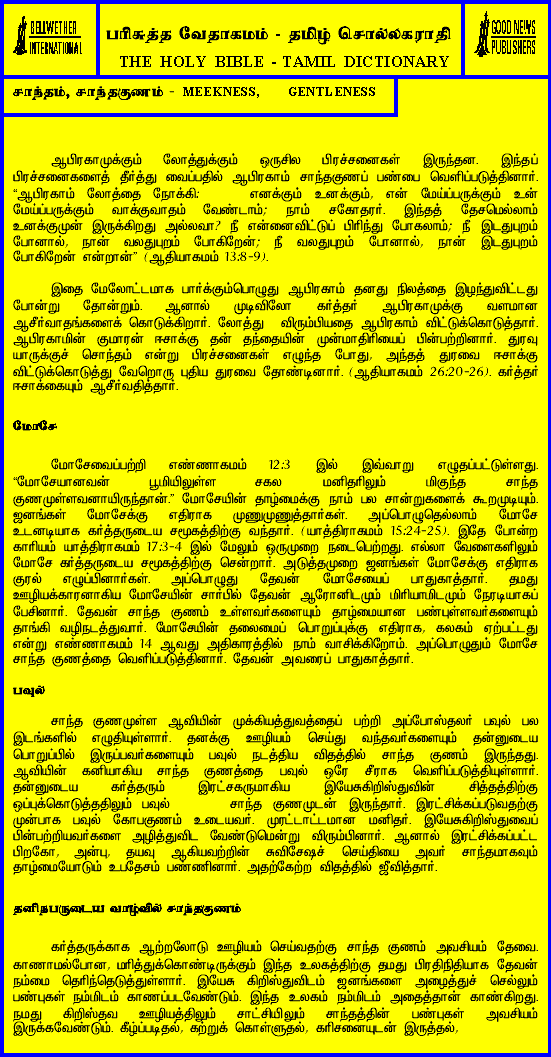 BELLWETHER
INTERNATIONAL
பரிசுத்த வேதாகமம் - தமிழ் சொல்லகராதி
THE HOLY BIBLE - TAMIL DICTIONARY
GOOD NEWS
PUBLISHERS
சாந்தம், சாந்தகுணம் - MEEKNESS, GENTLENESS
ஆபிரகாமுக்கும் லோத்துக்கும் ஒருசில பிரச்சனைகள் இருந்தன. இந்தப்
பிரச்சனைகளைத் தீர்த்து வைப்பதில் ஆபிரகாம் சாந்தகுணப் பண்பை வெளிப்படுத்தினார்.
“ஆபிரகாம் லோத்தை நோக்கி: எனக்கும் உனக்கும், என் மேய்ப்பருக்கும் உன்
மேய்ப்பருக்கும் வாக்குவாதம் வேண்டாம்; நாம் சகோதரர். இந்தத் தேசமெல்லாம்
உனக்குமுன் இருக்கிறது அல்லவா? நீ என்னைவிட்டுப் பிரிந்து போகலாம்; நீ இடதுபுறம்
போனால், நான் வலதுபுறம் போகிறேன்; நீ வலதுபுறம் போனால், நான் இடதுபுறம்
போகிறேன் என்றான்” (ஆதியாகமம் 13:8-9).
இதை மேலோட்டமாக பார்க்கும்பொழுது ஆபிரகாம் தனது நிலத்தை இழந்துவிட்டது
போன்று தோன்றும். ஆனால் முடிவிலோ கர்த்தர் ஆபிரகாமுக்கு வளமான
ஆசீர்வாதங்களைக் கொடுக்கிறார். லோத்து விரும்பியதை ஆபிரகாம் விட்டுக்கொடுத்தார்.
ஆபிரகாமின் குமாரன் ஈசாக்கு தன் தந்தையின் முன்மாதிரியைப் பின்பற்றினார். துரவு
யாருக்குச் சொந்தம் என்று பிரச்சனைகள் எழுந்த போது, அந்தத் துரவை ஈசாக்கு
விட்டுக்கொடுத்து வேறொரு புதிய துரவை தோண்டினார். (ஆதியாகமம் 26:20-26). கர்த்தர்
ஈசாக்கையும் ஆசீர்வதித்தார்.
மோசே
மோசேவைப்பற்றி எண்ணாகமம் 12:3 இல் இவ்வாறு எழுதப்பட்டுள்ளது.
“மோசேயானவன் பூமியிலுள்ள சகல மனிதரிலும் மிகுந்த சாந்த
குணமுள்ளவனாயிருந்தான்.” மோசேயின் தாழ்மைக்கு நாம் பல சான்றுகளைக் கூறமுடியும்.
ஜனங்கள் மோசேக்கு எதிராக முணுமுணுத்தார்கள். அப்பொழுதெல்லாம் மோசே
உடனடியாக கர்த்தருடைய சமூகத்திற்கு வந்தார். (யாத்திராகமம் 15:24-25). இதே போன்ற
காரியம் யாத்திராகமம் 17:3-4 இல் மேலும் ஒருமுறை நடைபெற்றது. எல்லா வேளைகளிலும்
மோசே கர்த்தருடைய சமூகத்திற்கு சென்றார். அடுத்தமுறை ஜனங்கள் மோசேக்கு எதிராக
குரல் எழுப்பினார்கள். அப்பொழுது தேவன் மோசேயைப் பாதுகாத்தார். தமது
ஊழியக்காரனாகிய மோசேயின் சார்பில் தேவன் ஆரோனிடமும் மிரியாமிடமும் நேரடியாகப்
பேசினார். தேவன் சாந்த குணம் உள்ளவர்களையும் தாழ்மையான பண்புள்ளவர்களையும்
தாங்கி வழிநடத்துவார். மோசேயின் தலைமைப் பொறுப்புக்கு எதிராக, கலகம் ஏற்பட்டது
என்று எண்ணாகமம் 14 ஆவது அதிகாரத்தில் நாம் வாசிக்கிறோம். அப்பொழுதும் மோசே
சாந்த குணத்தை வெளிப்படுத்தினார். தேவன் அவரைப் பாதுகாத்தார்.
பவுல்
சாந்த குணமுள்ள ஆவியின் முக்கியத்துவத்தைப் பற்றி அப்போஸ்தலர் பவுல் பல
இடங்களில் எழுதியுள்ளார். தனக்கு ஊழியம் செய்து வந்தவர்களையும் தன்னுடைய
பொறுப்பில் இருப்பவர்களையும் பவுல் நடத்திய விதத்தில் சாந்த குணம் இருந்தது.
ஆவியின் கனியாகிய சாந்த குணத்தை பவுல் ஒரே சீராக வெளிப்படுத்தியுள்ளார்.
தன்னுடைய கர்த்தரும் இரட்சகருமாகிய இயேசுகிறிஸ்துவின் சித்தத்திற்கு
ஒப்புக்கொடுத்ததிலும் பவுல் சாந்த குணமுடன் இருந்தார். இரட்சிக்கப்படுவதற்கு
முன்பாக பவுல் கோபகுணம் உடையவர். முரட்டாட்டமான மனிதர். இயேசுகிறிஸ்துவைப்
பின்பற்றியவர்களை அழித்துவிட வேண்டுமென்று விரும்பினார். ஆனால் இரட்சிக்கப்பட்ட
பிறகோ, அன்பு, தயவு ஆகியவற்றின் சுவிசேஷச் செய்தியை அவர் சாந்தமாகவும்
தாழ்மையோடும் உபதேசம் பண்ணினார். அதற்கேற்ற விதத்தில் ஜீவித்தார்.
தனிநபருடைய வாழ்வில் சாந்தகுணம்
கர்த்தருக்காக ஆற்றலோடு ஊழியம் செய்வதற்கு சாந்த குணம் அவசியம் தேவை.
காணாமல்போன, மரித்துக்கொண்டிருக்கும் இந்த உலகத்திற்கு தமது பிரதிநிதியாக தேவன்
நம்மை தெரிந்தெடுத்துள்ளார். இயேசு கிறிஸ்துவிடம் ஜனங்களை அழைத்துச் செல்லும்
பண்புகள் நம்மிடம் காணப்படவேண்டும். இந்த உலகம் நம்மிடம் அதைத்தான் காண்கிறது.
நமது கிறிஸ்தவ ஊழியத்திலும் சாட்சியிலும் சாந்தத்தின் பண்புகள் அவசியம்
இருக்கவேண்டும். கீழ்ப்படிதல், கற்றுக் கொள்ளுதல், கரிசனையுடன் இருத்தல்,